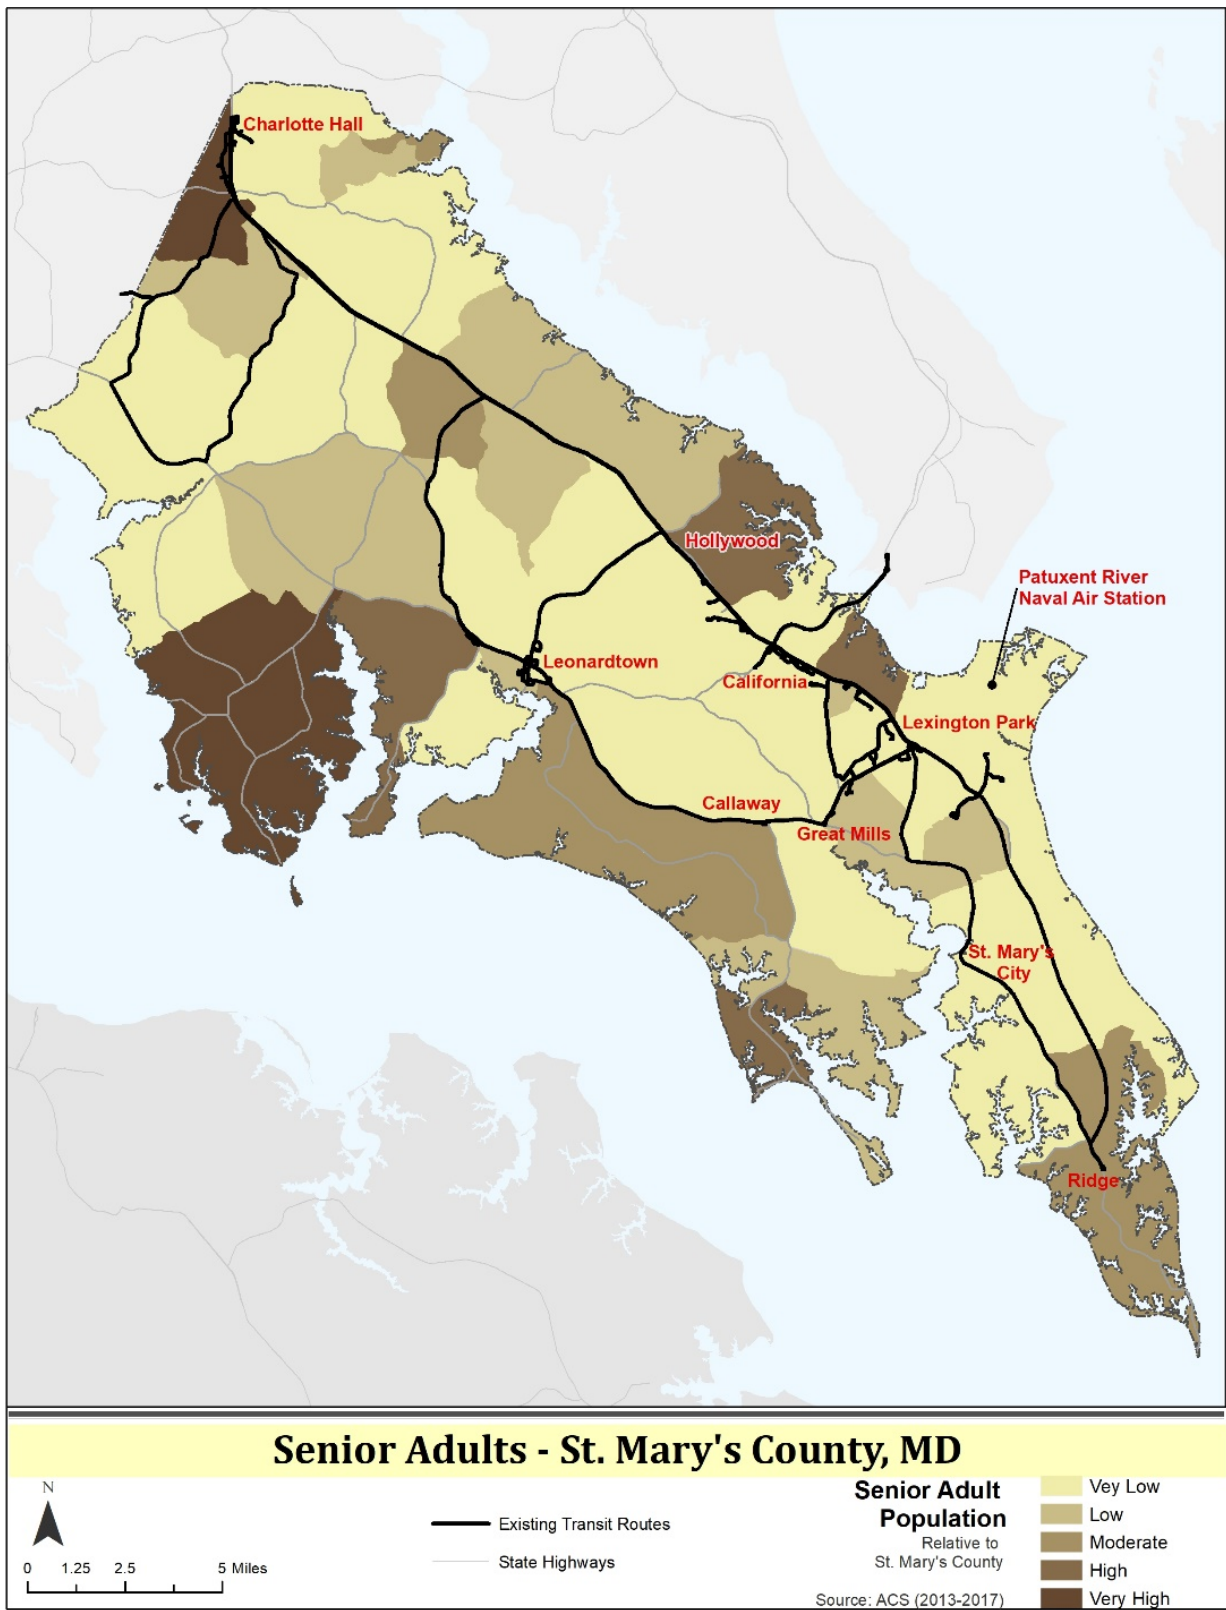 Charlotte Hall
Hollywood
Patuxent River
Naval Air Station
Leonardtown
California
Lexington Park
Callaway
Great Mills
St. Mary's
City
Ridge
Senior Adults - St. Mary's County, MD
N
0 1.25 2.5 5 Miles
Existing Transit Routes
State Highways
Senior Adult
Population
Relative to
St. Mary's County
Source: ACS (2013-2017)
Vey Low
Low
Moderate
High
Very High